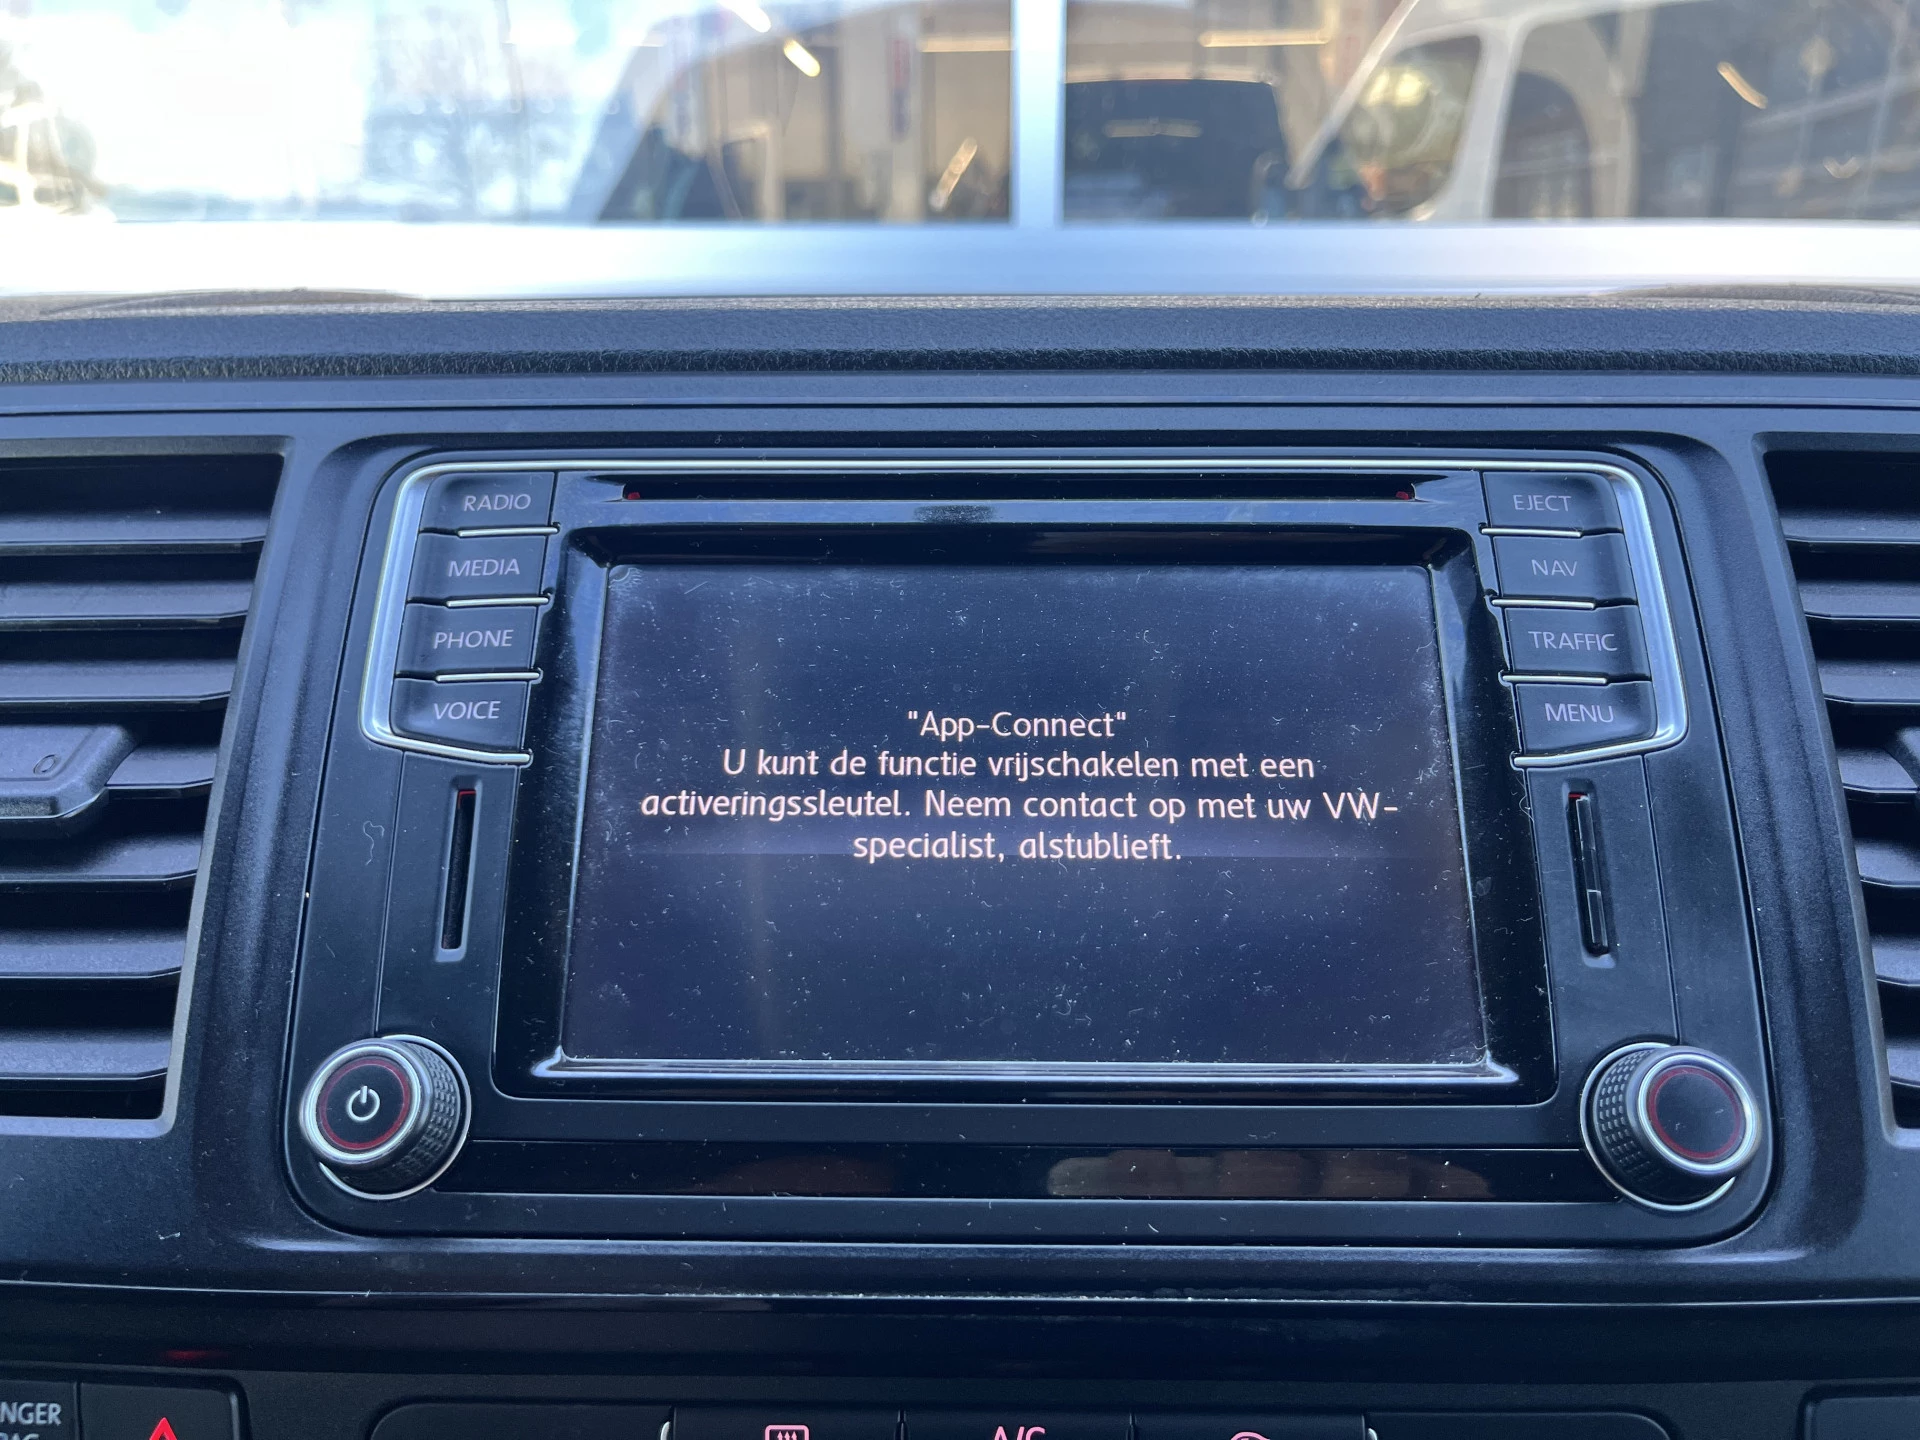 RADIO
MEDIA
PHONE
VOICE
EJECT
NAV
TRAFFIC
MENU
"App-Connect"
U kunt de functie vrijschakelen met een
activeringssleutel. Neem contact op met uw VW-
specialist, alstublieft.
NGER
A/C